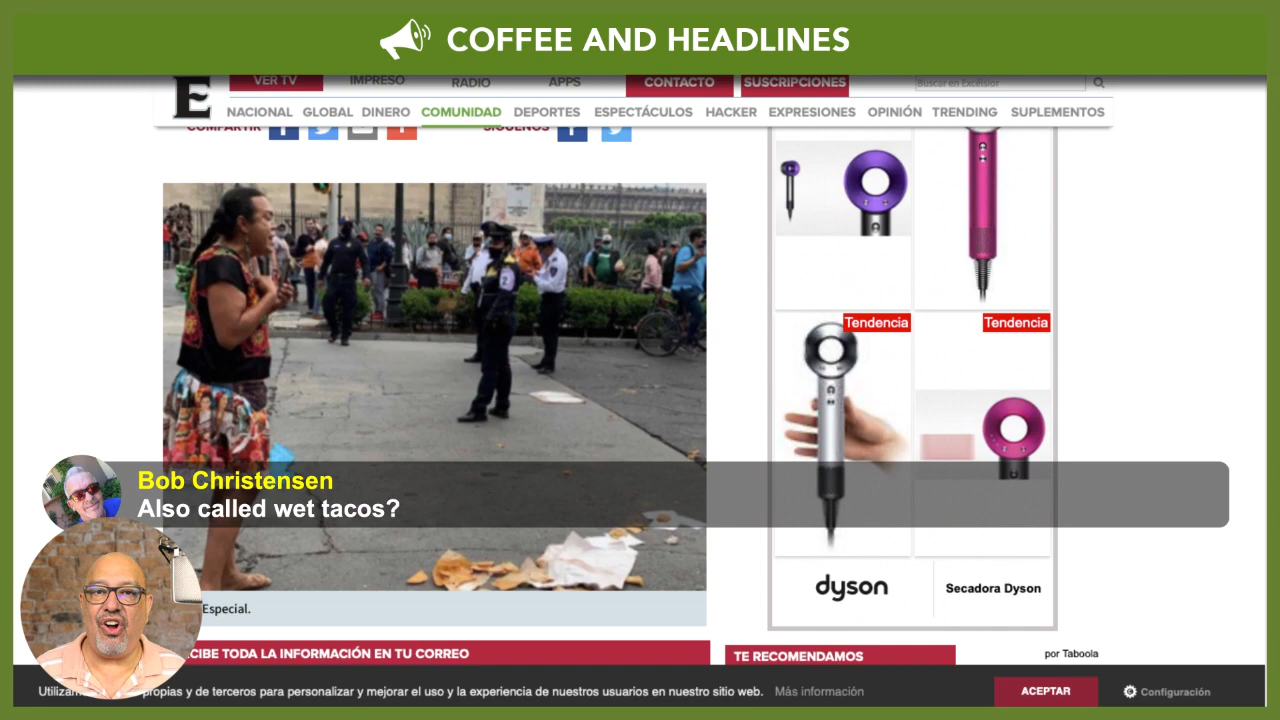 COFFEE AND HEADLINES
E
VER TV IMPRESO RADIO APPS CONTACTO SUSCRIPCIONES Buscar en Excélsior
NACIONAL GLOBAL DINERO COMUNIDAD DEPORTES ESPECTÁCULOS HACKER EXPRESIONES OPINIÓN TRENDING SUPLEMENTOS
COMPARTIR SÍGUENOS
Tendencia Tendencia
Bob Christensen
Also called wet tacos?
dyson Secadora Dyson
Especial.
CIBE TODA LA INFORMACIÓN EN TU CORREO
TE RECOMENDAMOS
por Taboola
Utilizam propias y de terceros para personalizar y mejorar el uso y la experiencia de nuestros usuarios en nuestro sitio web. Más información ACEPTAR Configuración